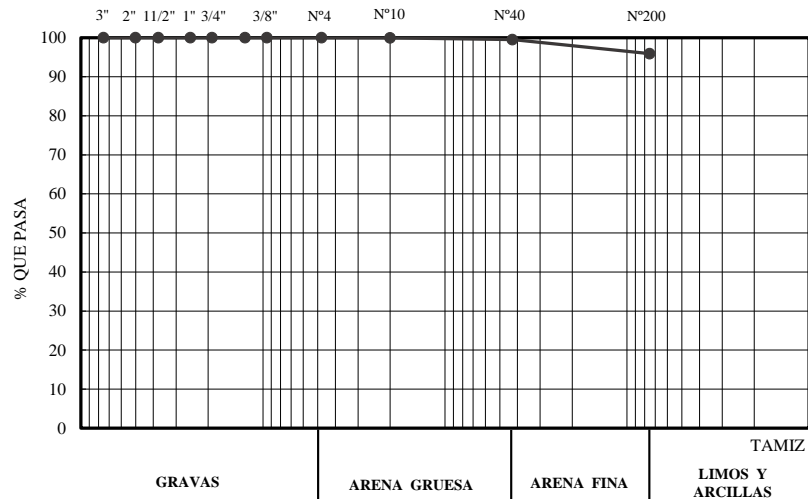 3" 2" 11/2" 1" 3/4" 3/8" Nº4 Nº10 Nº40 Nº200
100
90
80
70
60
50
40
30
20
10
0
% QUE PASA
TAMIZ
GRAVAS ARENA GRUESA ARENA FINA LIMOS Y
ARCILLAS